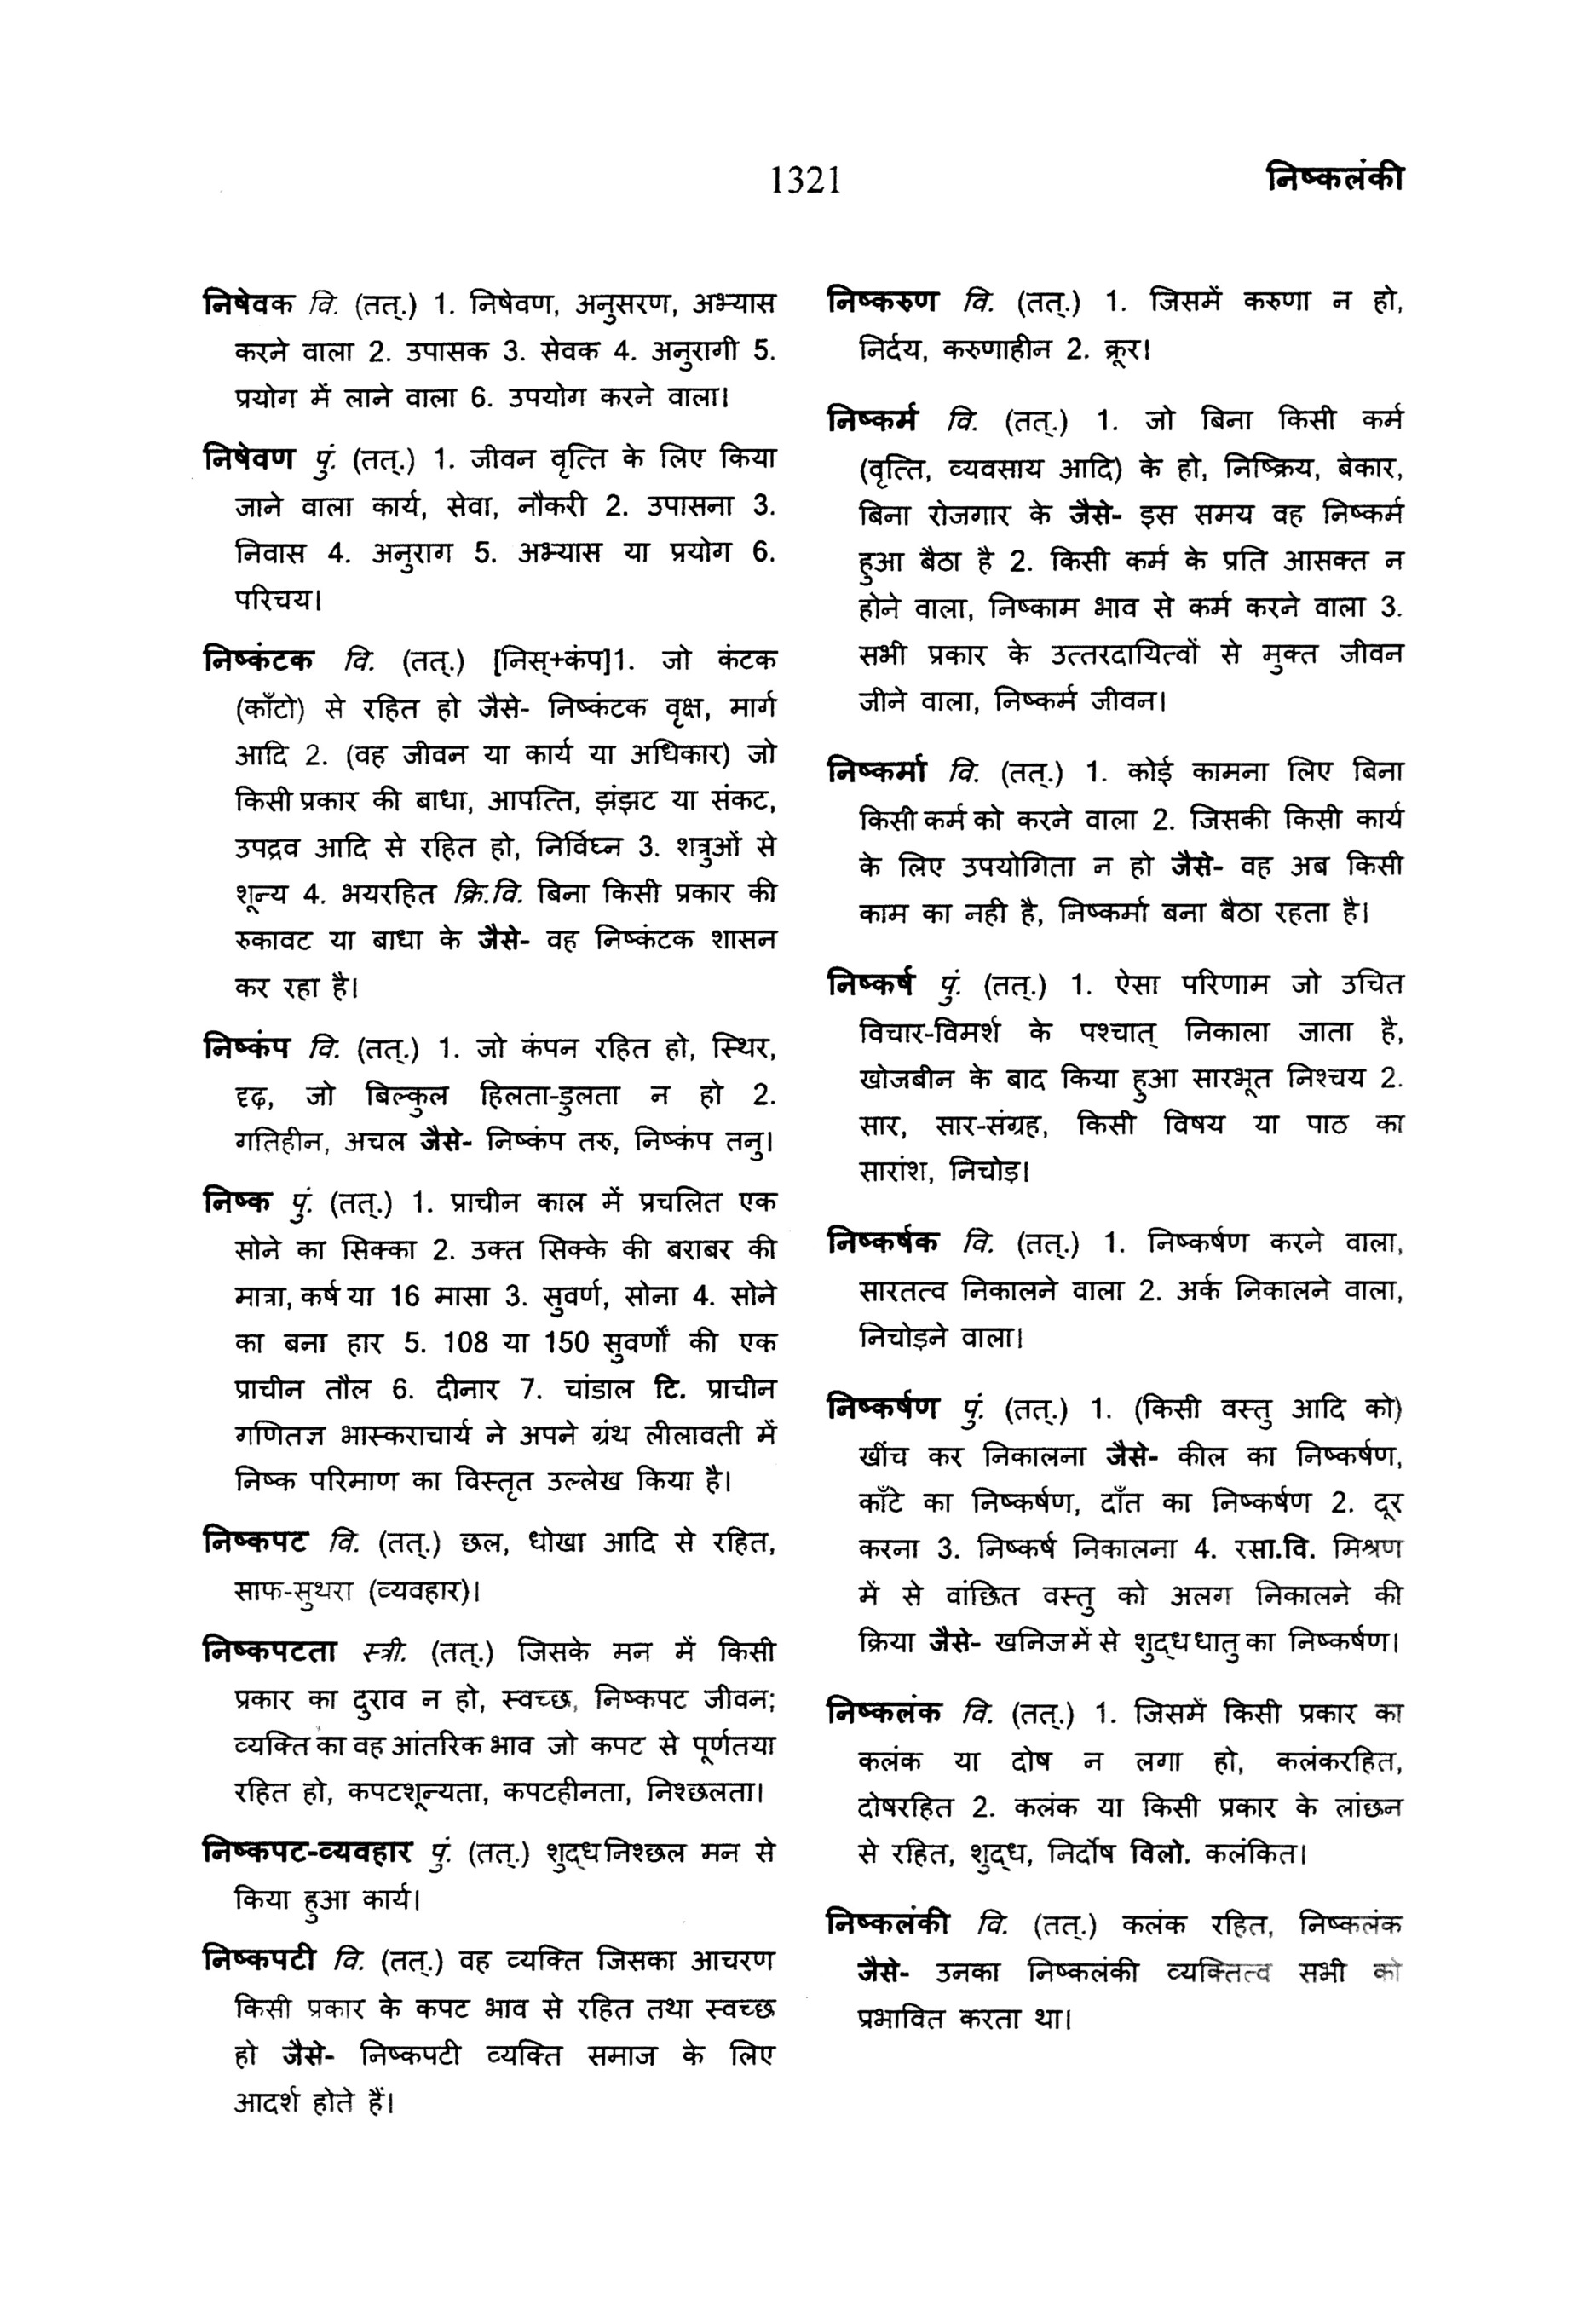 1321
निष्कलंकी
निषेवक वि. (तत्.) 1. निषेवण, अनुसरण, अभ्यास
करने वाला 2. उपासक 3. सेवक 4. अनुरागी 5.
प्रयोग में लाने वाला 6. उपयोग करने वाला।
निषेवण पुं. (तत्.) 1. जीवन वृत्ति के लिए किया
जाने वाला कार्य, सेवा, नौकरी 2. उपासना 3.
निवास 4. अनुराग 5. अभ्यास या प्रयोग 6.
परिचय।
निष्कंटक वि. (तत्.) [निस्+कंप]1. जो कंटक
(काँटो) से रहित हो जैसे- निष्कंटक वृक्ष, मार्ग
आदि 2. (वह जीवन या कार्य या अधिकार) जो
किसी प्रकार की बाधा, आपत्ति, झंझट या संकट,
उपद्रव आदि से रहित हो, निर्विघ्न 3. शत्रुओं से
शून्य 4. भयरहित क्रि.वि. बिना किसी प्रकार की
रुकावट या बाधा के जैसे- वह निष्कंटक शासन
कर रहा है।
निष्कंप वि. (तत्.) 1. जो कंपन रहित हो, स्थिर,
दृढ़, जो बिल्कुल हिलता-डुलता न हो 2.
गतिहीन, अचल जैसे- निष्कंप तरु, निष्कंप तनु।
निष्क पुं. (तत्.) 1. प्राचीन काल में प्रचलित एक
सोने का सिक्का 2. उक्त सिक्के की बराबर की
मात्रा, कर्ष या 16 मासा 3. सुवर्ण, सोना 4. सोने
का बना हार 5. 108 या 150 सुवर्णों की एक
प्राचीन तौल 6. दीनार 7. चांडाल टि. प्राचीन
गणितज्ञ भास्कराचार्य ने अपने ग्रंथ लीलावती में
निष्क परिमाण का विस्तृत उल्लेख किया है।
निष्कपट वि. (तत्.) छल, धोखा आदि से रहित,
साफ-सुथरा (व्यवहार)।
निष्कपटता स्त्री. (तत्.) जिसके मन में किसी
प्रकार का दुराव न हो, स्वच्छ, निष्कपट जीवन;
व्यक्ति का वह आंतरिक भाव जो कपट से पूर्णतया
रहित हो, कपटशून्यता, कपटहीनता, निश्छलता।
निष्कपट-व्यवहार पुं. (तत्.) शुद्ध निश्छल मन से
किया हुआ कार्य।
निष्कपटी वि. (तत्.) वह व्यक्ति जिसका आचरण
किसी प्रकार के कपट भाव से रहित तथा स्वच्छ
हो जैसे- निष्कपटी व्यक्ति समाज के लिए
आदर्श होते हैं।
निष्करुण वि. (तत्.) 1. जिसमें करुणा न हो,
निर्दय, करुणाहीन 2. क्रूर।
निष्कर्म वि. (तत्.) 1. जो बिना किसी कर्म
(वृत्ति, व्यवसाय आदि) के हो, निष्क्रिय, बेकार,
बिना रोजगार के जैसे- इस समय वह निष्कर्म
हुआ बैठा है 2. किसी कर्म के प्रति आसक्त न
होने वाला, निष्काम भाव से कर्म करने वाला 3.
सभी प्रकार के उत्तरदायित्वों से मुक्त जीवन
जीने वाला, निष्कर्म जीवन।
निष्कर्मा वि. (तत्.) 1. कोई कामना लिए बिना
किसी कर्म को करने वाला 2. जिसकी किसी कार्य
के लिए उपयोगिता न हो जैसे- वह अब किसी
काम का नही है, निष्कर्मा बना बैठा रहता है।
निष्कर्ष पुं. (तत्.) 1. ऐसा परिणाम जो उचित
विचार-विमर्श के पश्चात् निकाला जाता है,
खोजबीन के बाद किया हुआ सारभूत निश्चय 2.
सार, सार-संग्रह, किसी विषय या पाठ का
सारांश, निचोड़।
निष्कर्षक वि. (तत्.) 1. निष्कर्षण करने वाला,
सारतत्व निकालने वाला 2. अर्क निकालने वाला,
निचोड़ने वाला।
निष्कर्षण पुं. (तत्.) 1. (किसी वस्तु आदि को)
खींच कर निकालना जैसे- कील का निष्कर्षण,
काँटे का निष्कर्षण, दाँत का निष्कर्षण 2. दूर
करना 3. निष्कर्ष निकालना 4. रसा.वि. मिश्रण
में से वांछित वस्तु को अलग निकालने की
क्रिया जैसे- खनिज में से शुद्ध धातु का निष्कर्षण।
निष्कलंक वि. (तत्.) 1. जिसमें किसी प्रकार का
कलंक या दोष न लगा हो, कलंकरहित,
दोषरहित 2. कलंक या किसी प्रकार के लांछन
से रहित, शुद्ध, निर्दोष विलो. कलंकित।
निष्कलंकी वि. (तत्.) कलंक रहित, निष्कलंक
जैसे- उनका निष्कलंकी व्यक्तित्व सभी को
प्रभावित करता था।